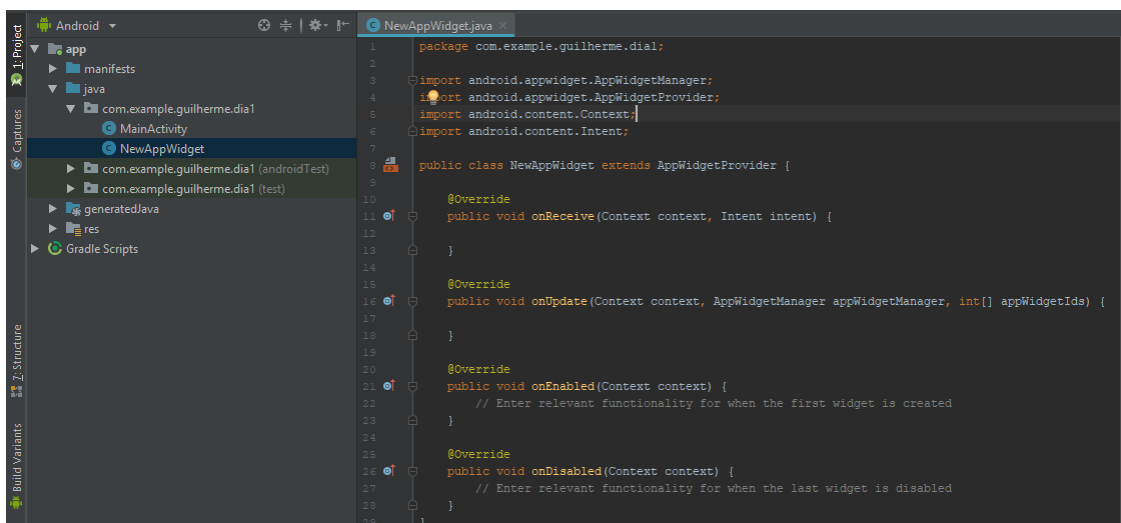 Android
app
manifests
java
com.example.guilherme.dia1
MainActivity
NewAppWidget
com.example.guilherme.dia1 (androidTest)
com.example.guilherme.dia1 (test)
generatedJava
res
Gradle Scripts
1: Project
Captures
7: Structure
Build Variants
NewAppWidget.java
1 package com.example.guilherme.dia1;
2
3 import android.appwidget.AppWidgetManager;
4 import android.appwidget.AppWidgetProvider;
5 import android.content.Context;
6 import android.content.Intent;
7
8 public class NewAppWidget extends AppWidgetProvider {
9
10 @Override
11 public void onReceive(Context context, Intent intent) {
12
13 }
14
15 @Override
16 public void onUpdate(Context context, AppWidgetManager appWidgetManager, int[] appWidgetIds) {
17
18 }
19
20 @Override
21 public void onEnabled(Context context) {
22 // Enter relevant functionality for when the first widget is created
23 }
24
25 @Override
26 public void onDisabled(Context context) {
27 // Enter relevant functionality for when the last widget is disabled
28 }
29 }